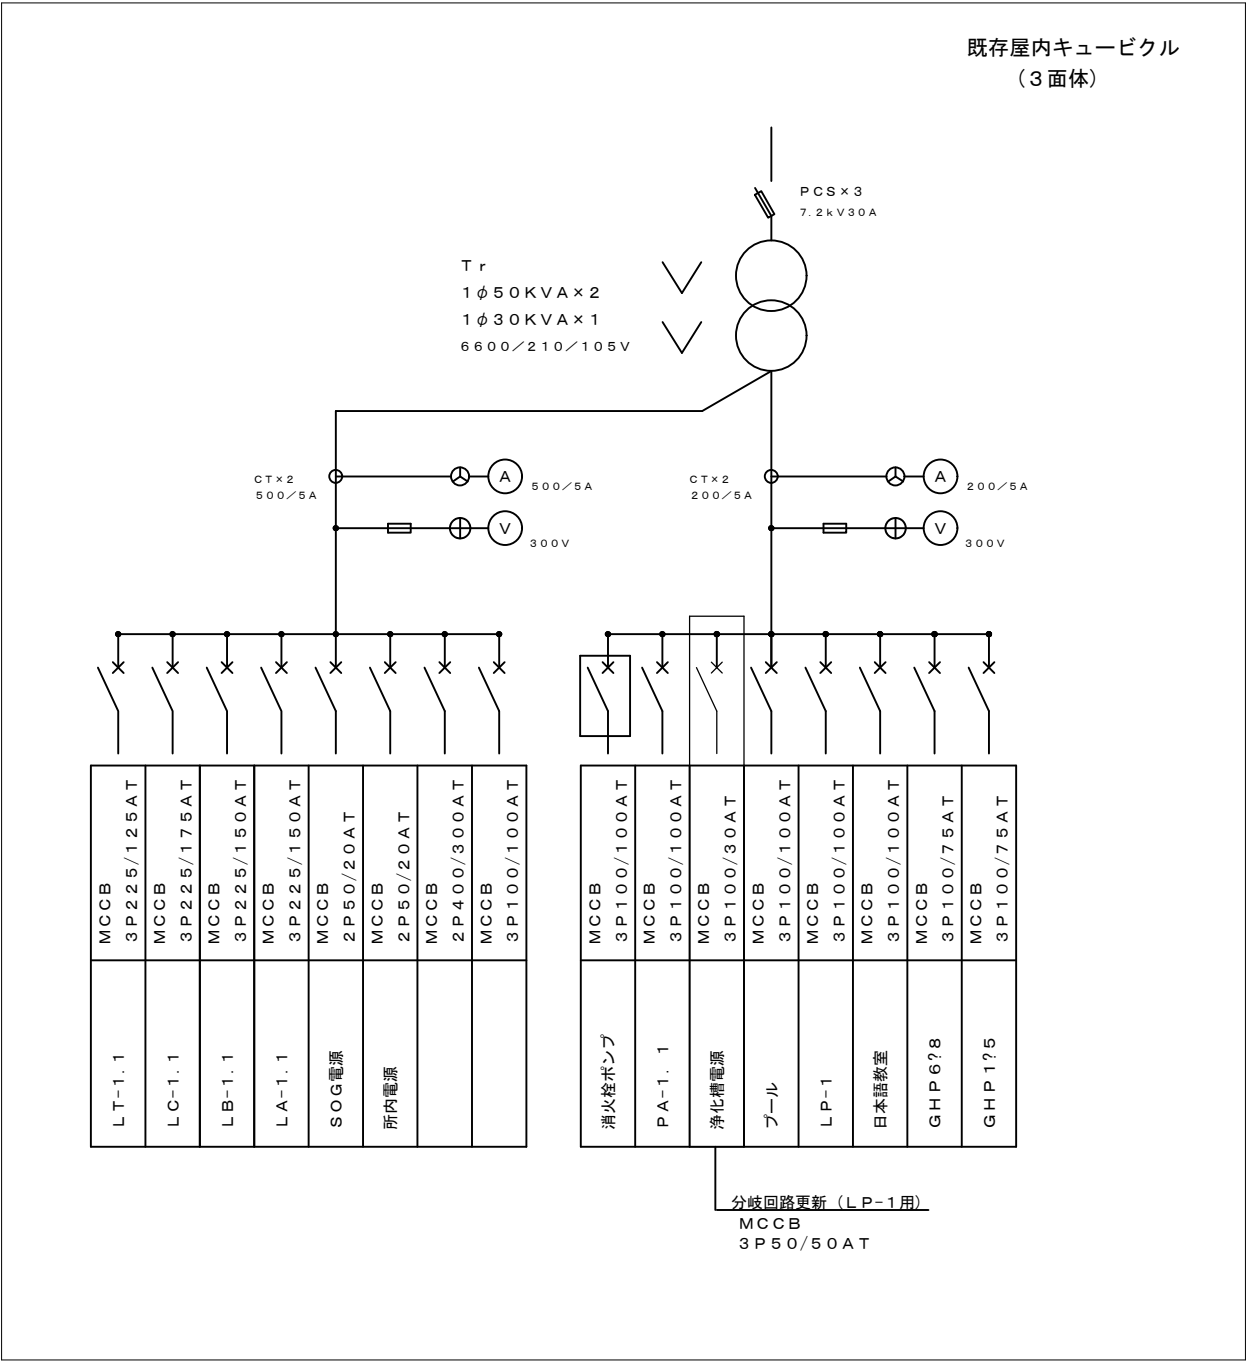 既存屋内キュービクル
（３面体）
ＰＣＳ×３
７．２ｋＶ３０Ａ
Ｔｒ
１φ５０ＫＶＡ×２
１φ３０ＫＶＡ×１
６６００／２１０／１０５Ｖ
ＣＴ×２
５００／５Ａ
A
５００／５Ａ
V
３００Ｖ
ＣＴ×２
２００／５Ａ
A
２００／５Ａ
V
３００Ｖ
ＭＣＣＢ
３Ｐ２２５/１２５ＡＴ
ＭＣＣＢ
３Ｐ２２５/１７５ＡＴ
ＭＣＣＢ
３Ｐ２２５/１５０ＡＴ
ＭＣＣＢ
３Ｐ２２５/１５０ＡＴ
ＭＣＣＢ
２Ｐ５０/２０ＡＴ
ＭＣＣＢ
２Ｐ５０/２０ＡＴ
ＭＣＣＢ
２Ｐ４００/３００ＡＴ
ＭＣＣＢ
３Ｐ１００/１００ＡＴ
ＭＣＣＢ
３Ｐ１００/１００ＡＴ
ＭＣＣＢ
３Ｐ１００/１００ＡＴ
ＭＣＣＢ
３Ｐ１００/３０ＡＴ
ＭＣＣＢ
３Ｐ１００/１００ＡＴ
ＭＣＣＢ
３Ｐ１００/１００ＡＴ
ＭＣＣＢ
３Ｐ１００/１００ＡＴ
ＭＣＣＢ
３Ｐ１００/７５ＡＴ
ＭＣＣＢ
３Ｐ１００/７５ＡＴ
ＬＴ−１．１
ＬＣ−１．１
ＬＢ−１．１
ＬＡ−１．１
ＳＯＧ電源
所内電源
消火栓ポンプ
ＰＡ−１．１
浄化槽電源
プール
ＬＰ−１
日本語教室
ＧＨＰ６?８
ＧＨＰ１?５
分岐回路更新（ＬＰ−１用）
ＭＣＣＢ
３Ｐ５０/５０ＡＴ